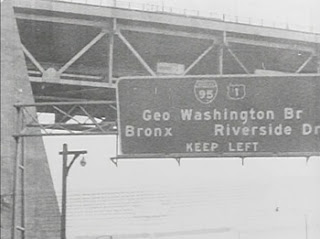 95 1
Geo Washington Br
Bronx Riverside Dr
KEEP LEFT